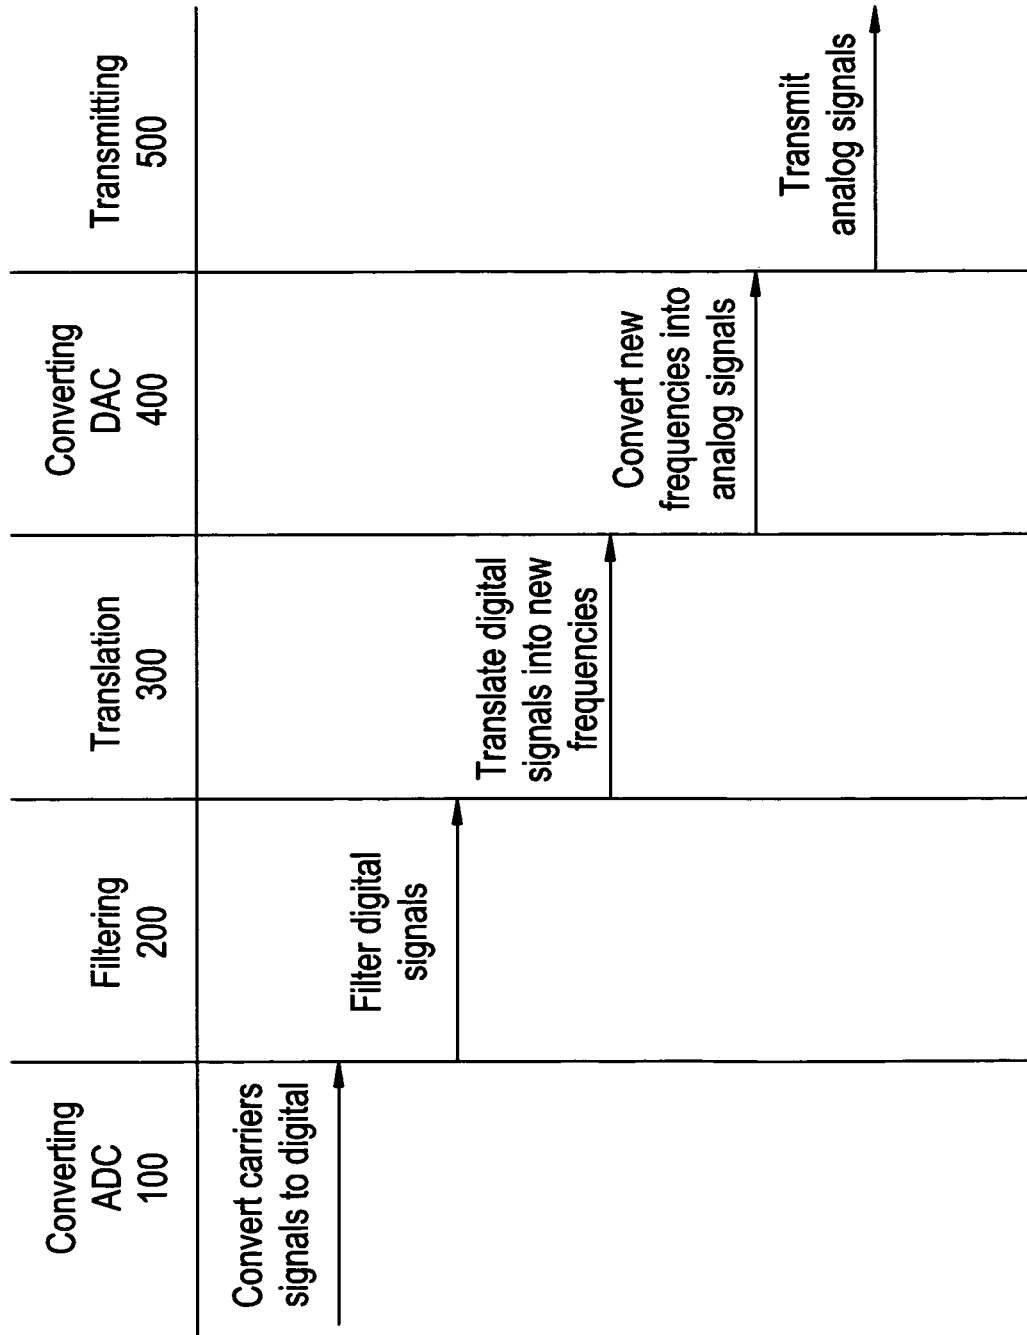 Converting
ADC
100
Filtering
200
Translation
300
Converting
DAC
400
Transmitting
500
Convert carriers
signals to digital
Filter digital
signals
Translate digital
signals into new
frequencies
Convert new
frequencies into
analog signals
Transmit
analog signals